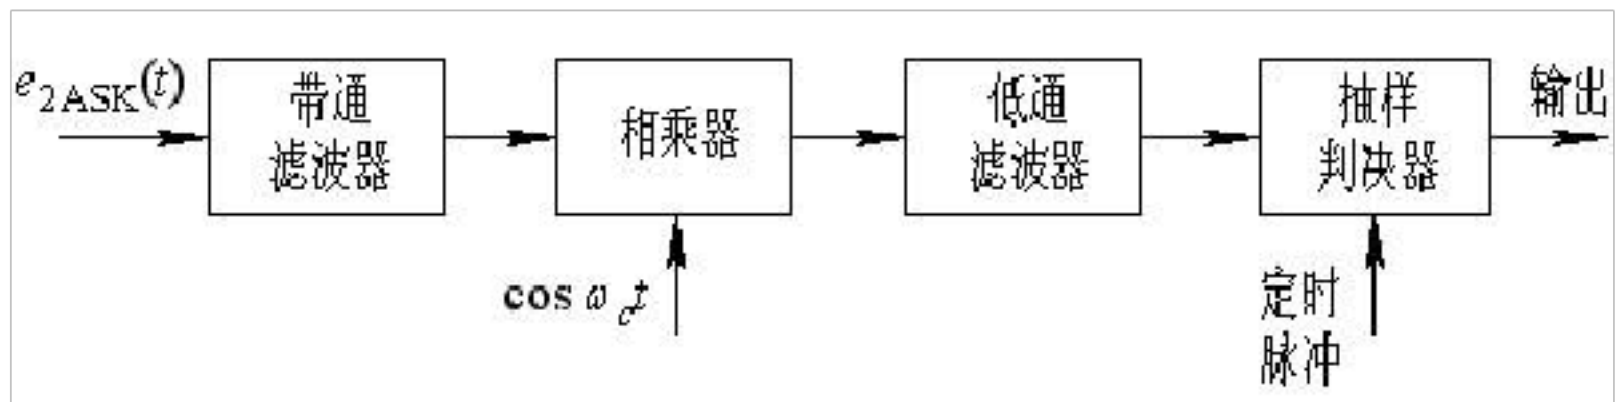 e2ASK(t)
带通
滤波器
相乘器
低通
滤波器
抽样
判决器
输出
cos ωct
定时
脉冲